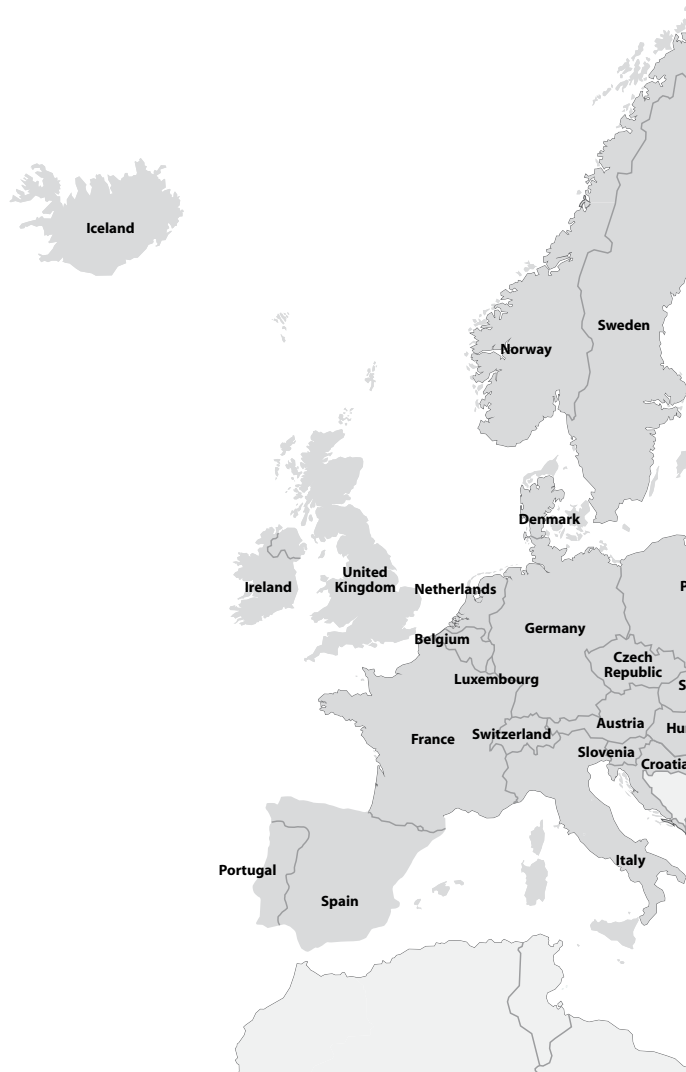 Iceland
Sweden
Norway
Denmark
United
Kingdom
Ireland
Netherlands
Germany
Belgium
Czech
Republic
Luxembourg
Austria
Switzerland
France
Slovenia
Croatia
Italy
Portugal
Spain